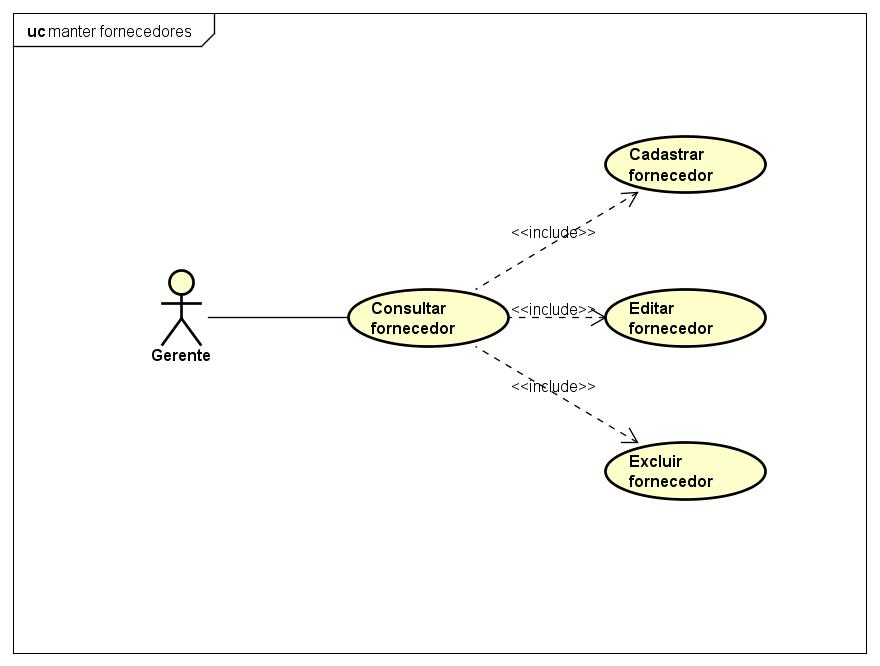 uc manter fornecedores
Cadastrar
fornecedor
<<include>>
Consultar
fornecedor
<<include>>
Editar
fornecedor
Gerente
<<include>>
Excluir
fornecedor